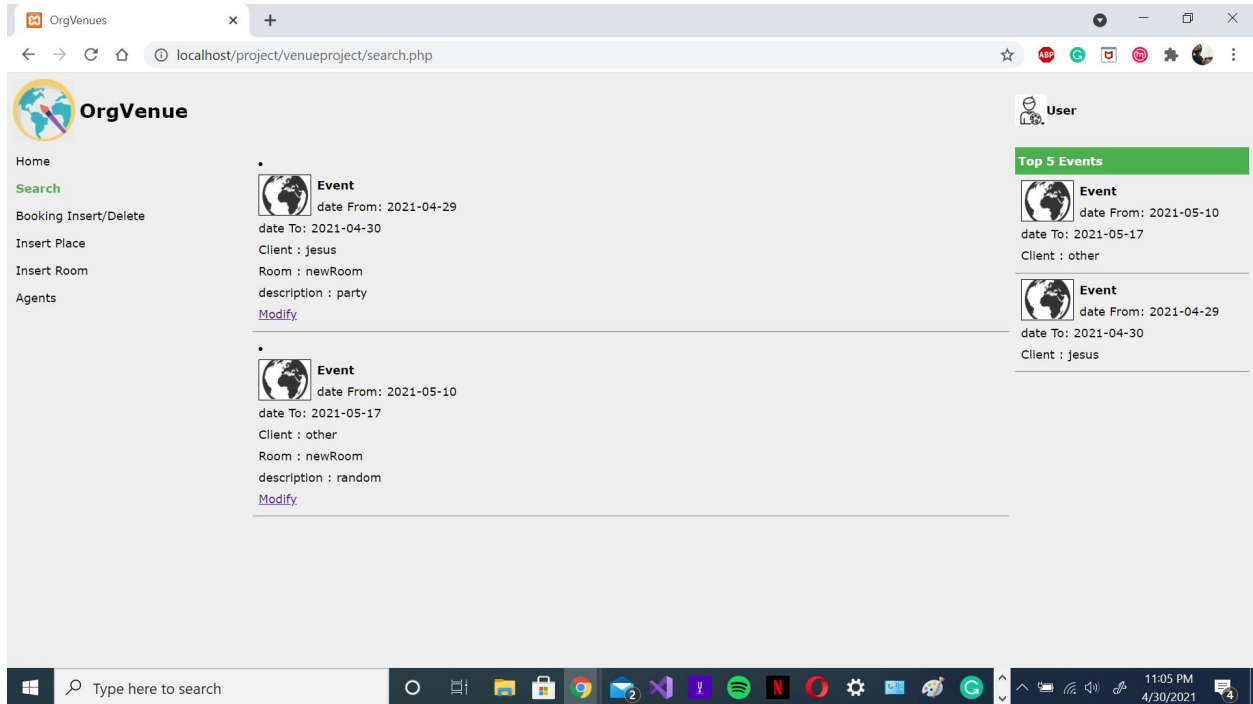 OrgVenues
localhost/project/venueproject/search.php
ABP
OrgVenue
User
Home
Search
Booking Insert/Delete
Insert Place
Insert Room
Agents
Event
date From: 2021-04-29
date To: 2021-04-30
Client : jesus
Room : newRoom
description : party
Modify
Event
date From: 2021-05-10
date To: 2021-05-17
Client : other
Room : newRoom
description : random
Modify
Top 5 Events
Event
date From: 2021-05-10
date To: 2021-05-17
Client : other
Event
date From: 2021-04-29
date To: 2021-04-30
Client : jesus
Type here to search
2
11:05 PM
4/30/2021
4